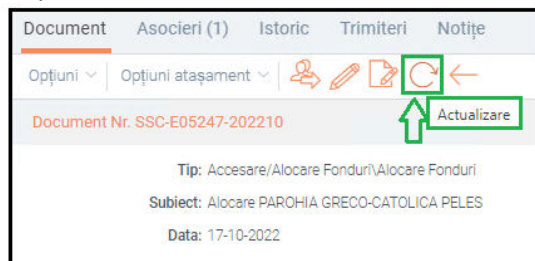 Document Asocieri (1) Istoric Trimiteri Notițe
Opțiuni Opțiuni atașament
Actualizare
Document Nr. SSC-E05247-202210
Tip: Accesare/Alocare Fonduri\Alocare Fonduri
Subiect: Alocare PAROHIA GRECO-CATOLICA PELES
Data: 17-10-2022